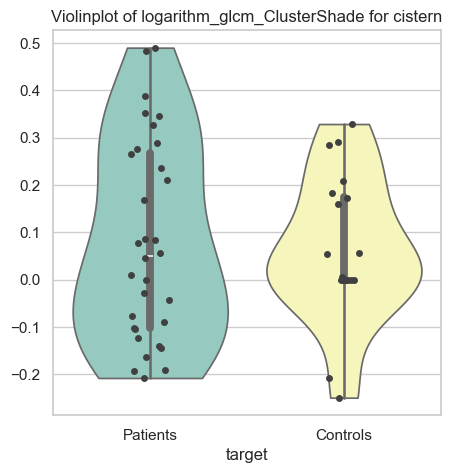 Violinplot of logarithm_glcm_ClusterShade for cistern
0.5
0.4
0.3
0.2
0.1
0.0
−0.1
−0.2
Patients
Controls
target